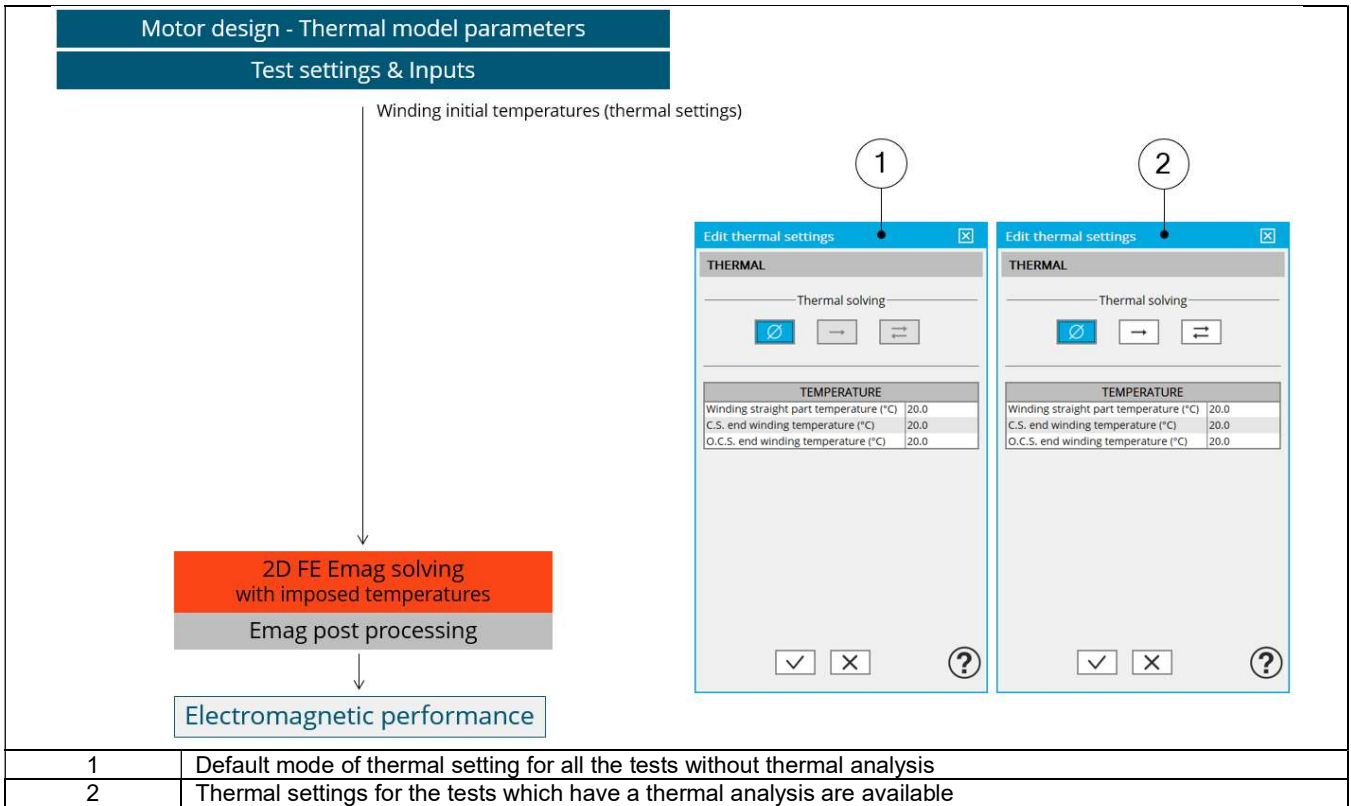 Motor design - Thermal model parameters
Test settings & Inputs
Winding initial temperatures (thermal settings)
1
2
Edit thermal settings
THERMAL
Thermal solving
TEMPERATURE
Winding straight part temperature (°C) 20.0
C.S. end winding temperature (°C) 20.0
O.C.S. end winding temperature (°C) 20.0
?
Edit thermal settings
THERMAL
Thermal solving
TEMPERATURE
Winding straight part temperature (°C) 20.0
C.S. end winding temperature (°C) 20.0
O.C.S. end winding temperature (°C) 20.0
?
2D FE Emag solving
with imposed temperatures
Emag post processing
Electromagnetic performance
1 Default mode of thermal setting for all the tests without thermal analysis
2 Thermal settings for the tests which have a thermal analysis are available